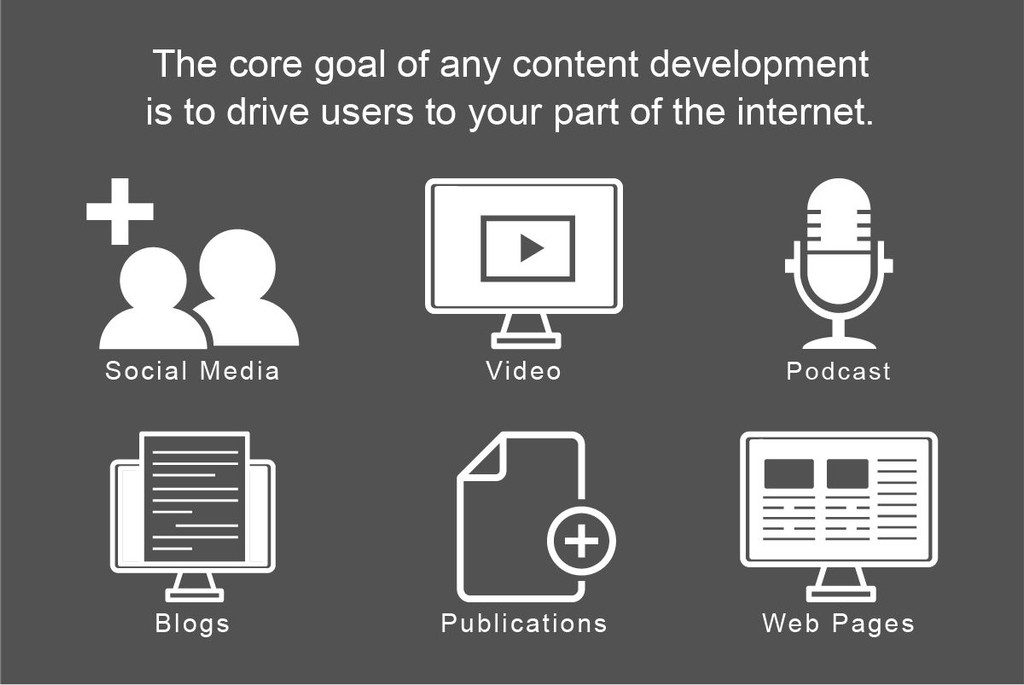 The core goal of any content development
is to drive users to your part of the internet.
Social Media
Video
Podcast
Blogs
Publications
Web Pages